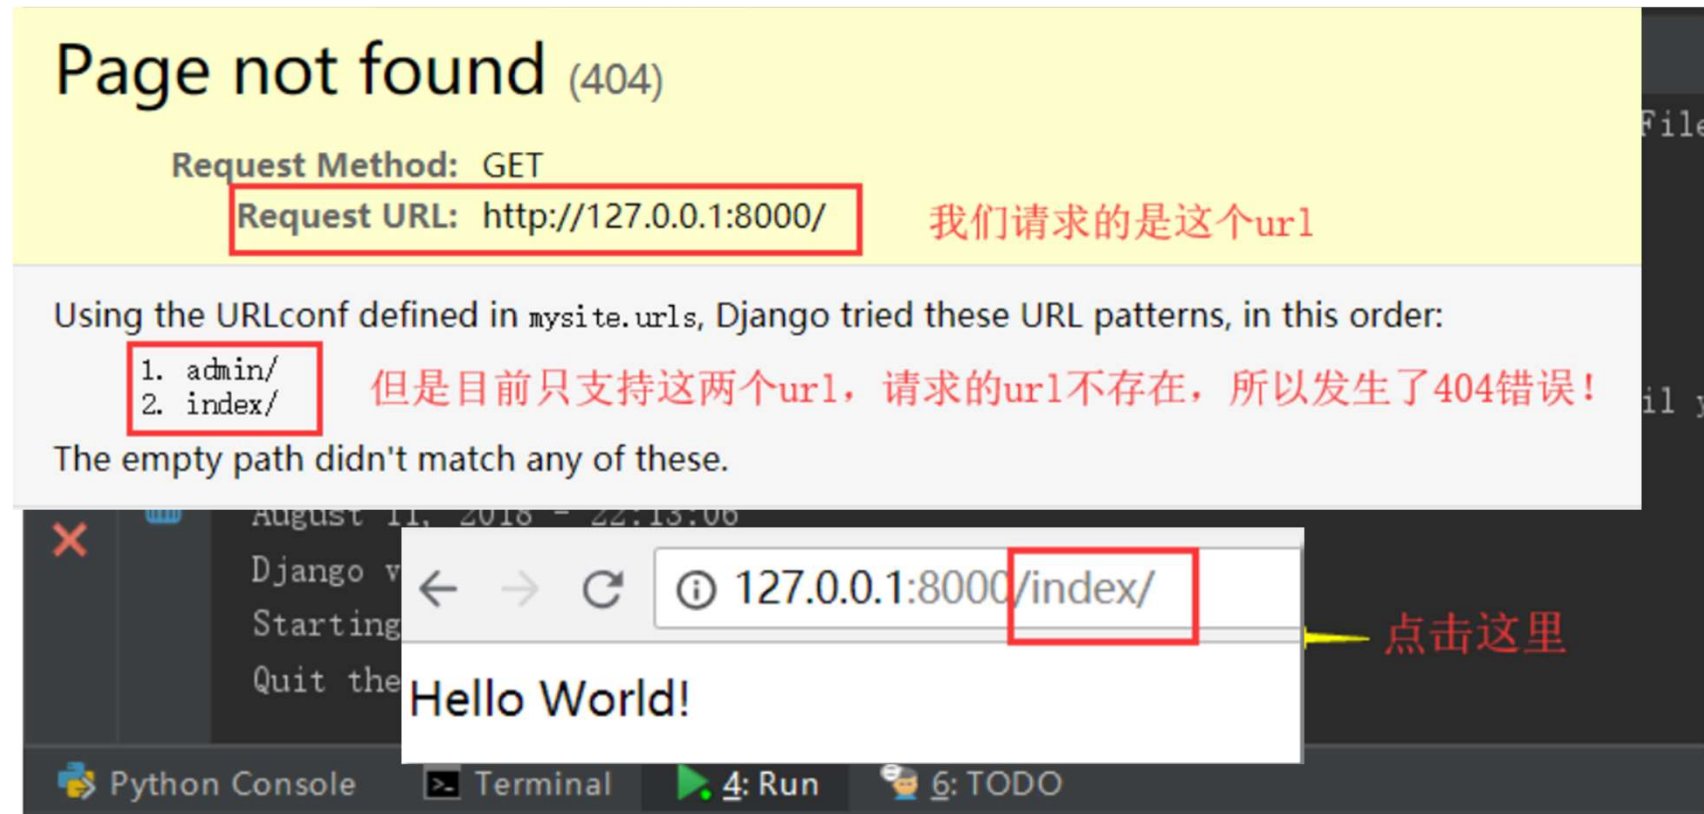 Page not found (404)
File
Request Method: GET
Request URL: http://127.0.0.1:8000/ 我们请求的是这个url
Using the URLconf defined in mysite.urls, Django tried these URL patterns, in this order:
1. admin/
2. index/
但是目前只支持这两个url，请求的url不存在，所以发生了404错误！
The empty path didn't match any of these.
August 11, 2018 - 22:13:06
Django
127.0.0.1:8000/index/
Starting
点击这里
Quit the
Hello World!
Python Console Terminal 4: Run 6: TODO